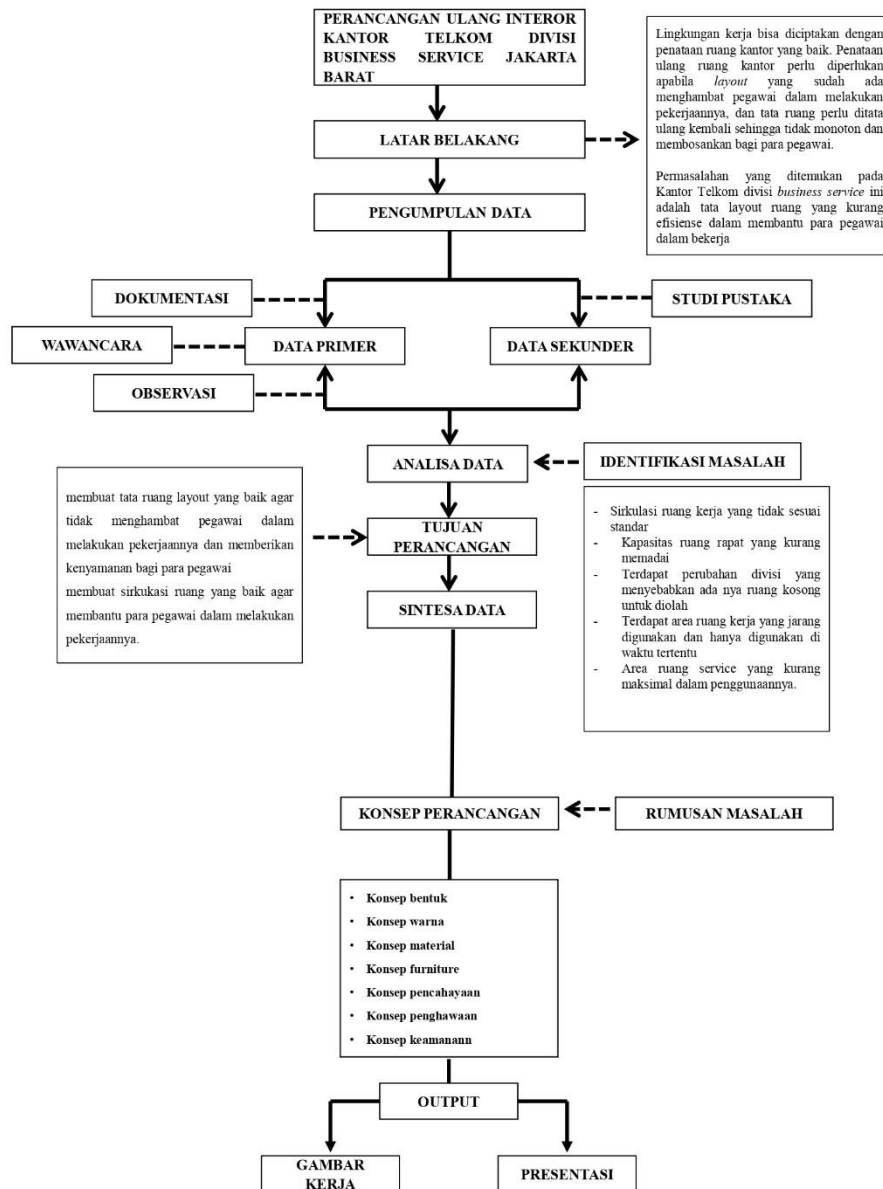 PERANCANGAN ULANG INTEROR
KANTOR TELKOM DIVISI
BUSINESS SERVICE JAKARTA
BARAT
Lingkungan kerja bisa diciptakan dengan
penataan ruang kantor yang baik. Penataan
ulang ruang kantor perlu diperlukan
apabila layout yang sudah ada
menghambat pegawai dalam melakukan
pekerjaannya, dan tata ruang perlu ditata
ulang kembali sehingga tidak monoton dan
membosankan bagi para pegawai.
Permasalahan yang ditemukan pada
Kantor Telkom divisi business service ini
adalah tata layout ruang yang kurang
efisiense dalam membantu para pegawai
dalam bekerja
LATAR BELAKANG
PENGUMPULAN DATA
DOKUMENTASI
STUDI PUSTAKA
WAWANCARA
DATA PRIMER
DATA SEKUNDER
OBSERVASI
ANALISA DATA
IDENTIFIKASI MASALAH
membuat tata ruang layout yang baik agar
tidak menghambat pegawai dalam
melakukan pekerjaannya dan memberikan
kenyamanan bagi para pegawai
membuat sirkukasi ruang yang baik agar
membantu para pegawai dalam melakukan
pekerjaannya.
TUJUAN
PERANCANGAN
- Sirkulasi ruang kerja yang tidak sesuai
standar
- Kapasitas ruang rapat yang kurang
memadai
- Terdapat perubahan divisi yang
menyebabkan ada nya ruang kosong
untuk diolah
- Terdapat area ruang kerja yang jarang
digunakan dan hanya digunakan di
waktu tertentu
- Area ruang service yang kurang
maksimal dalam penggunaannya.
SINTESA DATA
KONSEP PERANCANGAN
RUMUSAN MASALAH
• Konsep bentuk
• Konsep warna
• Konsep material
• Konsep furniture
• Konsep pencahayaan
• Konsep penghawaan
• Konsep keamanann
OUTPUT
GAMBAR
KERJA
PRESENTASI